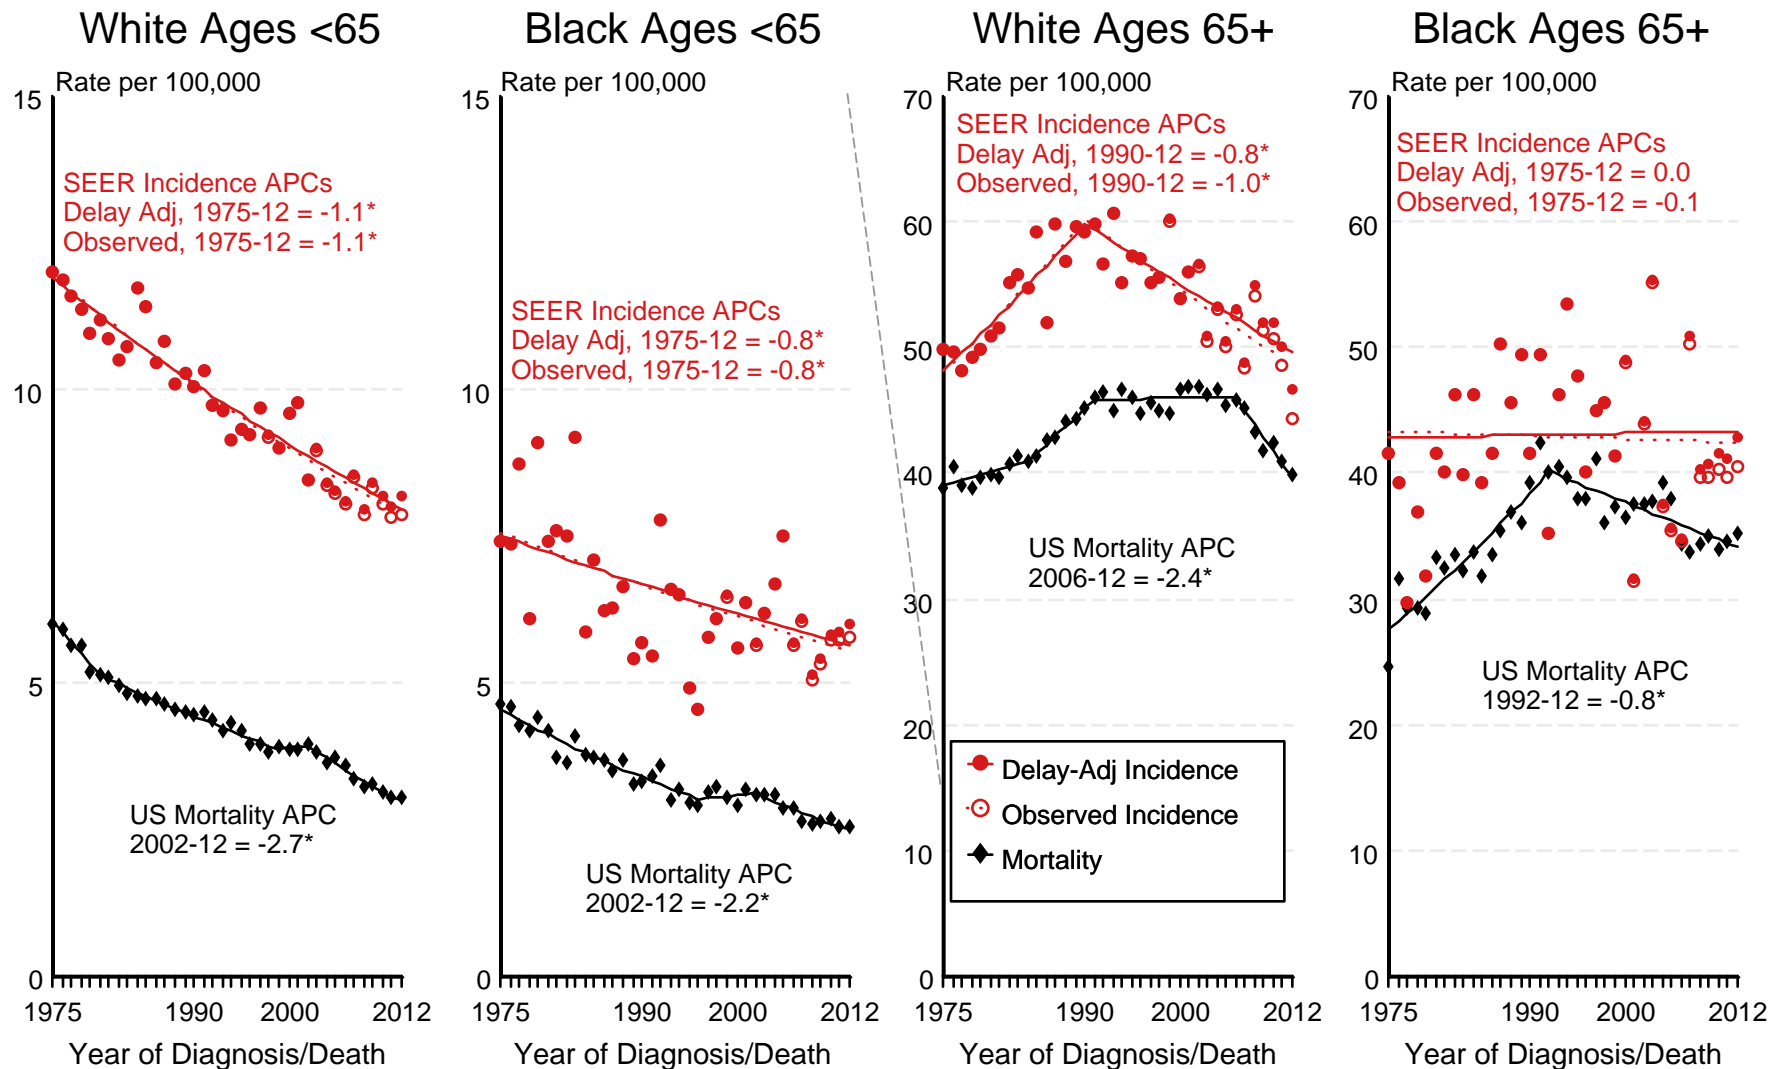 White Ages <65
Rate per 100,000
15
SEER Incidence APCs
Delay Adj, 1975-12 = -1.1*
Observed, 1975-12 = -1.1*
10
5
US Mortality APC
2002-12 = -2.7*
0
1975 1990 2000 2012
Year of Diagnosis/Death
Black Ages <65
Rate per 100,000
15
SEER Incidence APCs
Delay Adj, 1975-12 = -0.8*
Observed, 1975-12 = -0.8*
10
5
US Mortality APC
2002-12 = -2.2*
0
1975 1990 2000 2012
Year of Diagnosis/Death
White Ages 65+
Rate per 100,000
70
SEER Incidence APCs
Delay Adj, 1990-12 = -0.8*
Observed, 1990-12 = -1.0*
60
50
40
US Mortality APC
2006-12 = -2.4*
30
20
Delay-Adj Incidence
Observed Incidence
Mortality
10
0
1975 1990 2000 2012
Year of Diagnosis/Death
Black Ages 65+
Rate per 100,000
70
SEER Incidence APCs
Delay Adj, 1975-12 = 0.0
Observed, 1975-12 = -0.1
60
50
40
30
US Mortality APC
1992-12 = -0.8*
20
10
0
1975 1990 2000 2012
Year of Diagnosis/Death